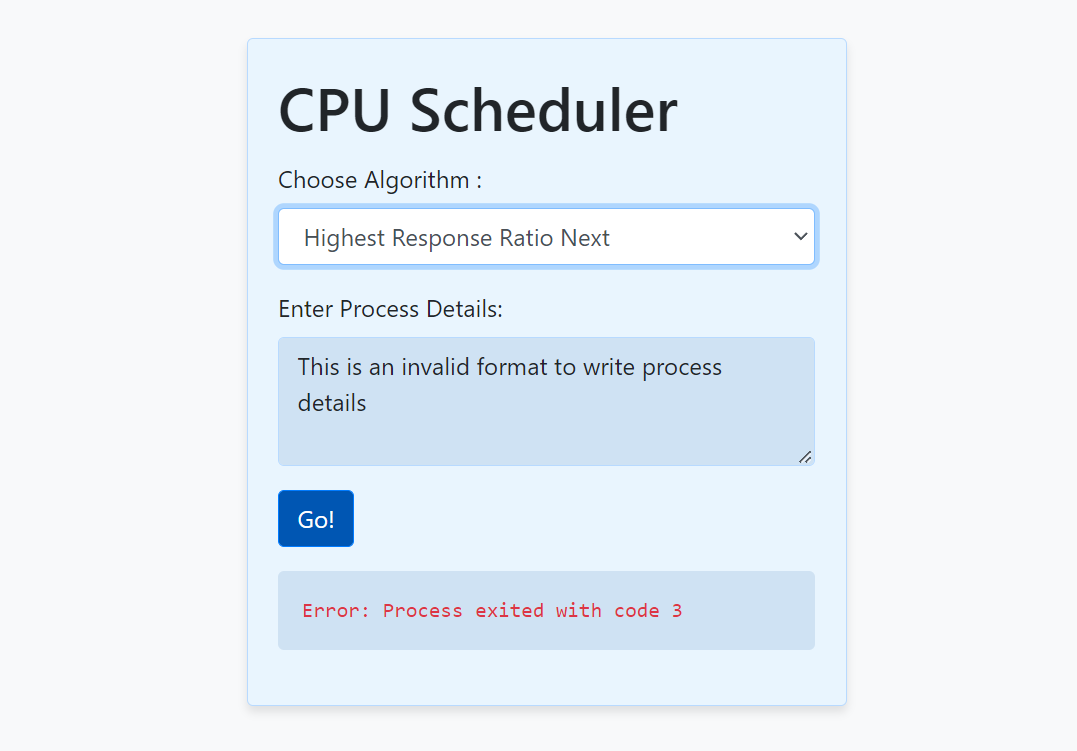 CPU Scheduler
Choose Algorithm :
Highest Response Ratio Next
Enter Process Details:
This is an invalid format to write process
details
Go!
Error: Process exited with code 3